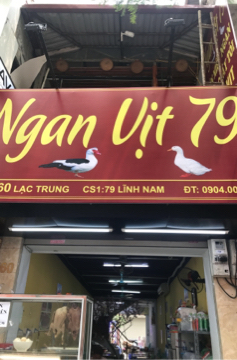 Ngan Vịt 79
60 LẠC TRUNG CS1:79 LĨNH NAM ĐT: 0904.00